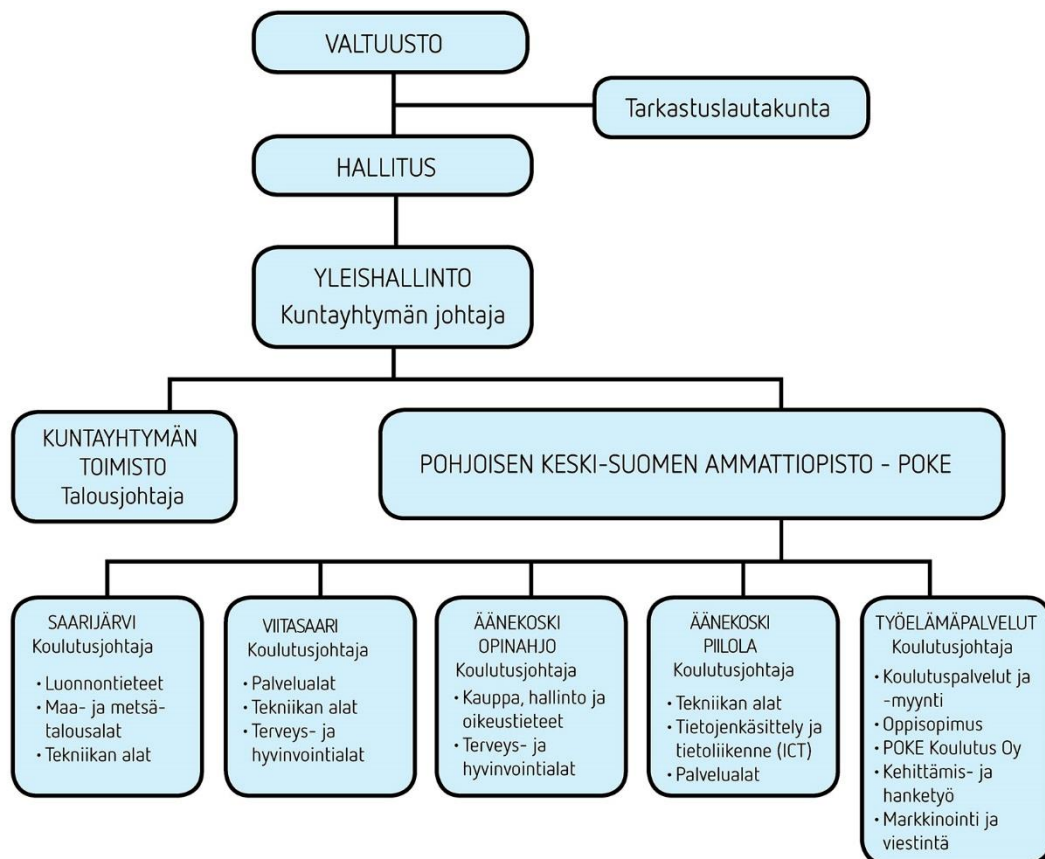 VALTUUSTO
Tarkastuslautakunta
HALLITUS
YLEISHALLINTO
Kuntayhtymän johtaja
KUNTAYHTYMÄN
TOIMISTO
Talousjohtaja
POHJOISEN KESKI-SUOMEN AMMATTIOPISTO - POKE
SAARIJÄRVI
Koulutusjohtaja
• Luonnontieteet
• Maa- ja metsä-
talousalat
• Tekniikan alat
VIITASAARI
Koulutusjohtaja
• Palvelualat
• Tekniikan alat
• Terveys- ja
hyvinvointialat
ÄÄNEKOSKI
OPINAHJO
Koulutusjohtaja
• Kauppa, hallinto ja
oikeustieteet
• Terveys- ja
hyvinvointialat
ÄÄNEKOSKI
PIILOLA
Koulutusjohtaja
• Tekniikan alat
• Tietojenkäsittely ja
tietoliikenne (ICT)
• Palvelualat
TYÖELÄMÄPALVELUT
Koulutusjohtaja
• Koulutuspalvelut ja
-myynti
• Oppisopimus
• POKE Koulutus Oy
• Kehittämis- ja
hanketyö
• Markkinointi ja
viestintä